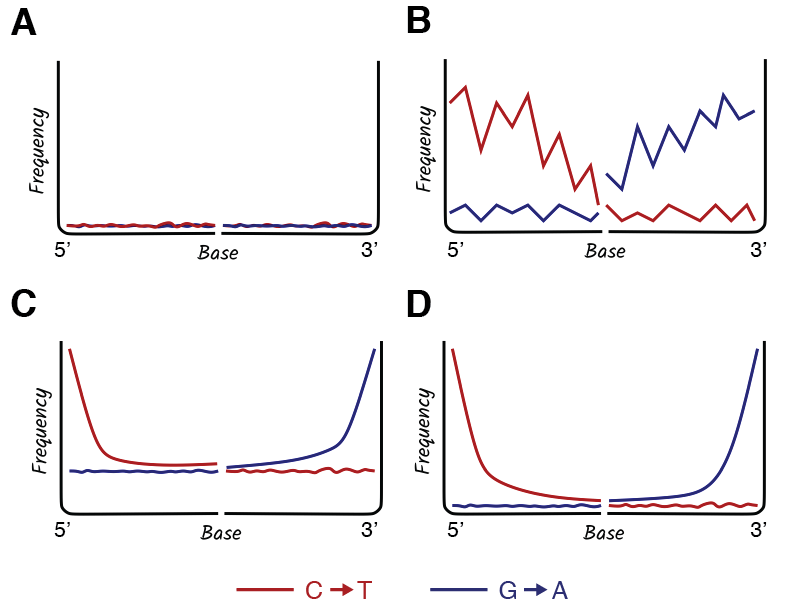 A
B
Frequency
Frequency
5’ Base 3’
5’ Base 3’
C
D
Frequency
Frequency
5’ Base 3’
5’ Base 3’
C → T G → A